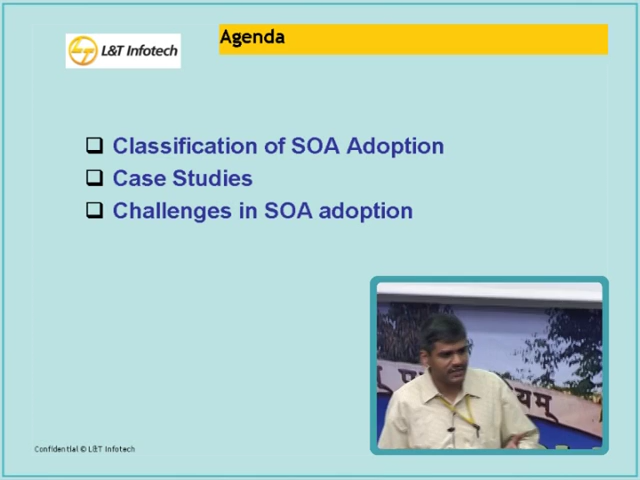 L&T Infotech
Agenda
Classification of SOA Adoption
Case Studies
Challenges in SOA adoption
Confidential © L&T Infotech